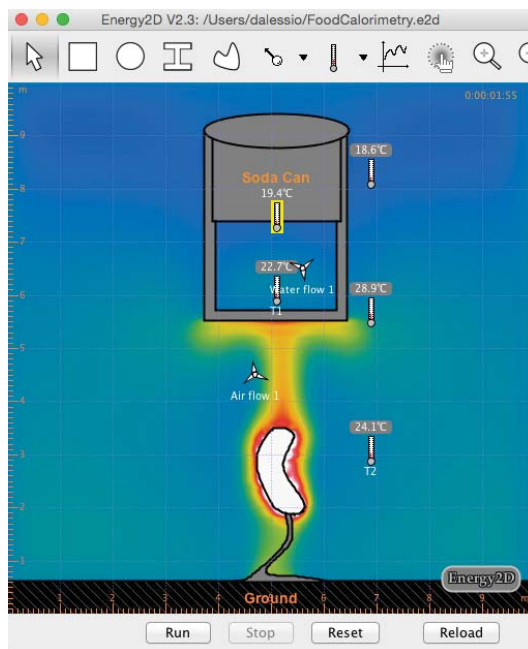 Energy2D V2.3: /Users/dalessio/FoodCalorimetry.e2d
m
0:00:01:55
9
18.6°C
Soda Can
8
19.4°C
7
22.7°C
Water flow 1
28.9°C
6
T1
5
Air flow 1
4
24.1°C
3
T2
2
1
Energy2D
Ground
1 2 3 4 5 6 7 8 9 m
Run Stop Reset Reload